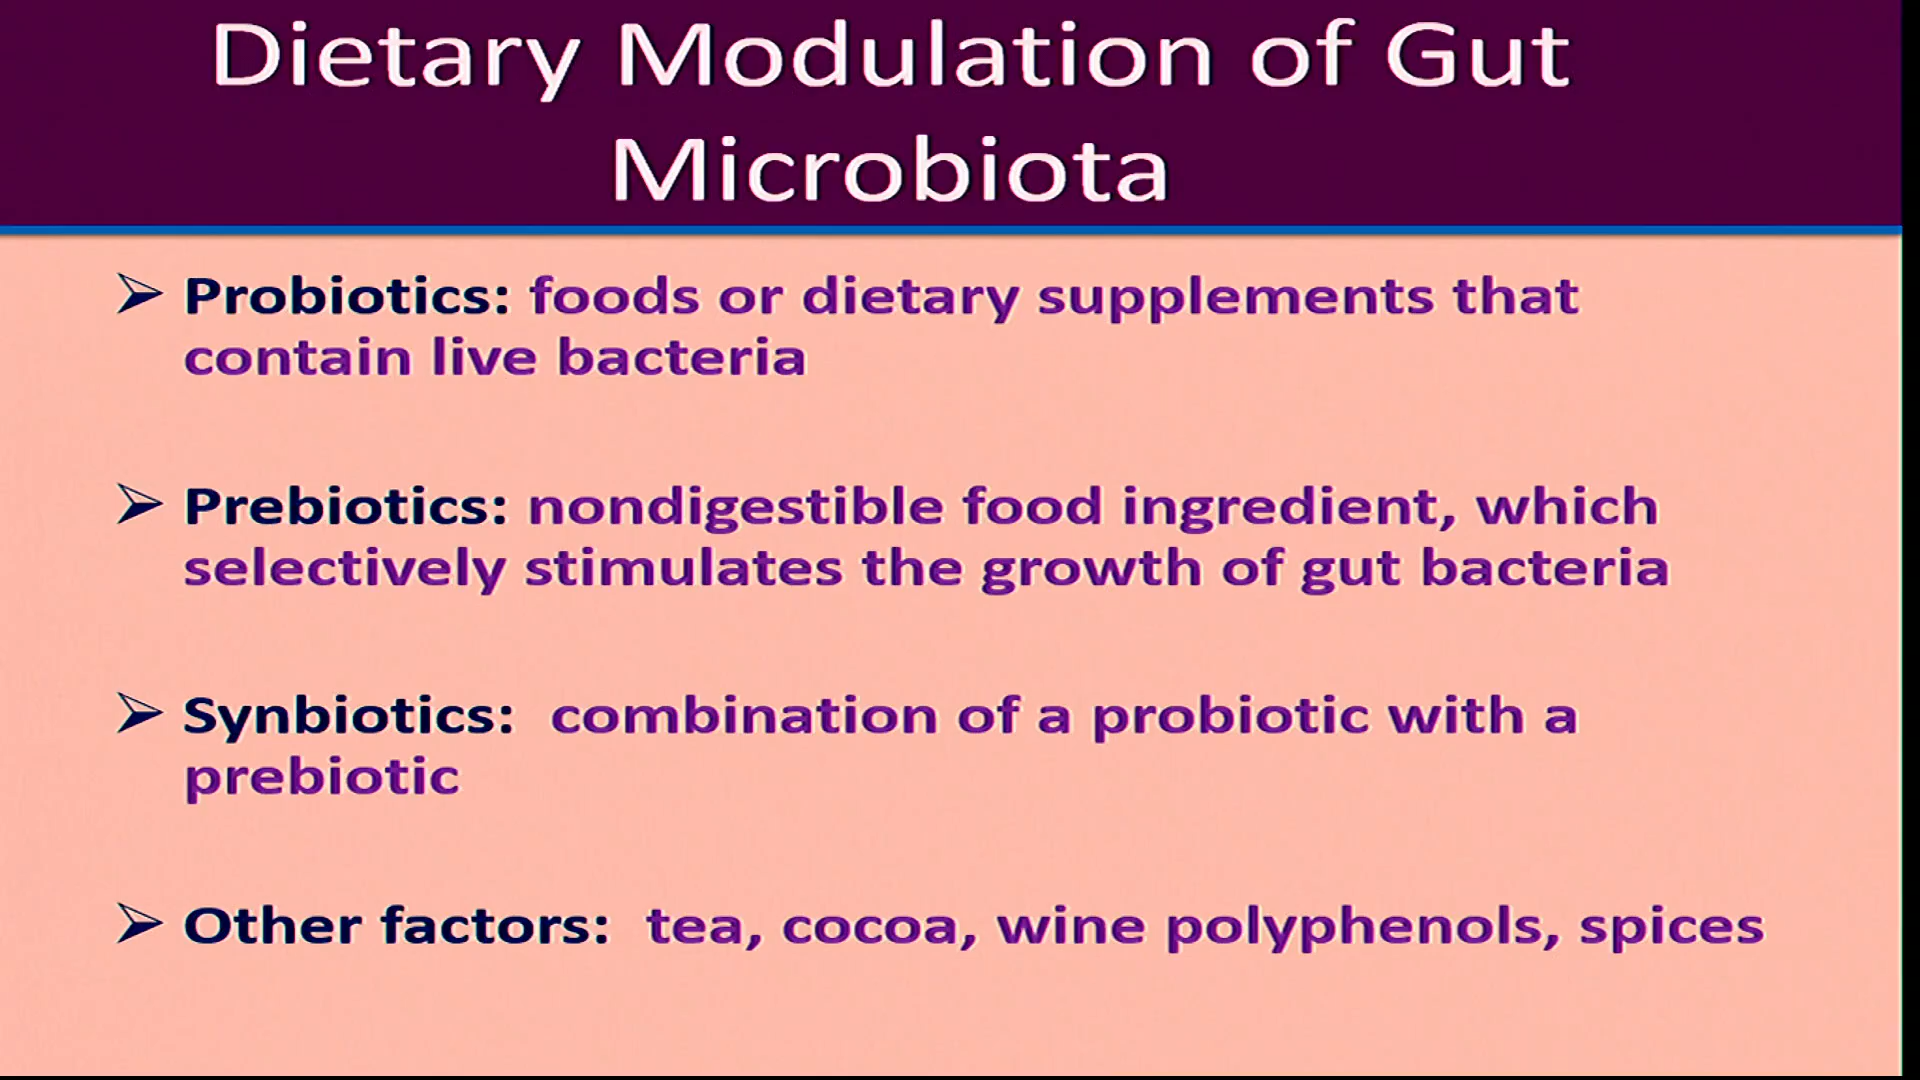 Dietary Modulation of Gut
Microbiota
Probiotics: foods or dietary supplements that
contain live bacteria
Prebiotics: nondigestible food ingredient, which
selectively stimulates the growth of gut bacteria
Synbiotics: combination of a probiotic with a
prebiotic
Other factors: tea, cocoa, wine polyphenols, spices